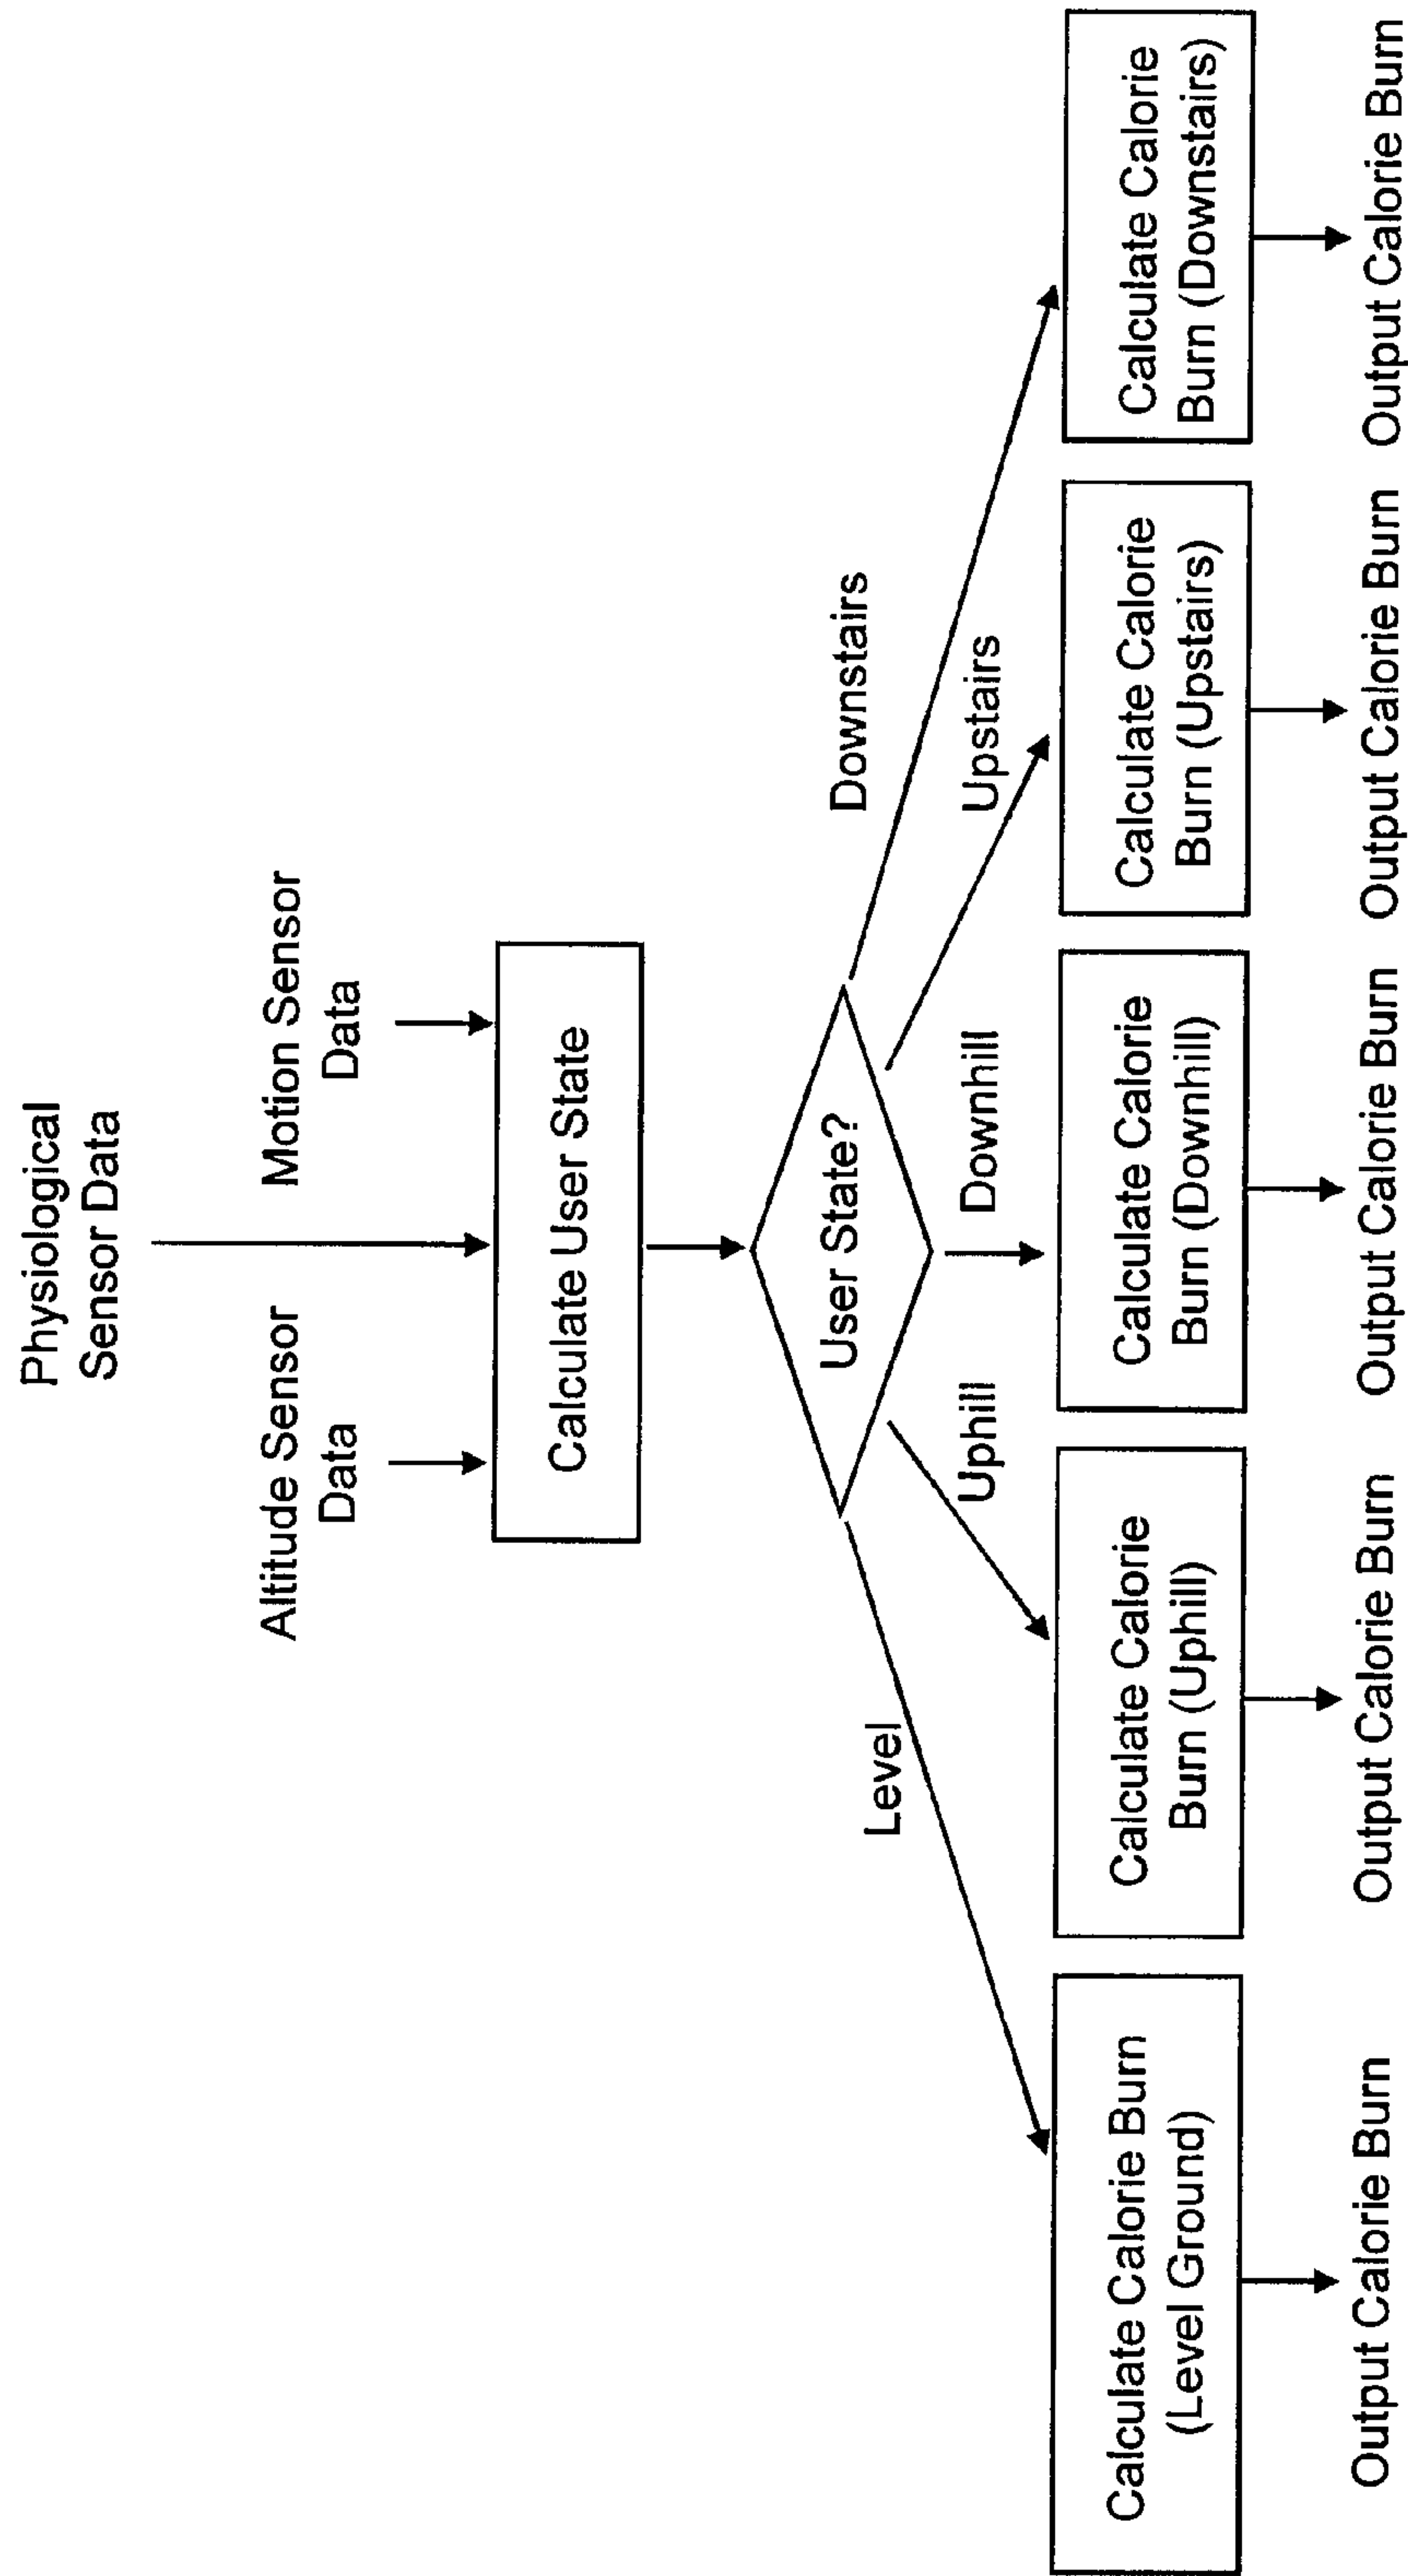 Physiological
Sensor Data
Altitude Sensor
Data
Motion Sensor
Data
Calculate User State
User State?
Level
Uphill
Downhill
Upstairs
Downstairs
Calculate Calorie Burn
(Level Ground)
Calculate Calorie
Burn (Uphill)
Calculate Calorie
Burn (Downhill)
Calculate Calorie
Burn (Upstairs)
Calculate Calorie
Burn (Downstairs)
Output Calorie Burn
Output Calorie Burn
Output Calorie Burn
Output Calorie Burn
Output Calorie Burn